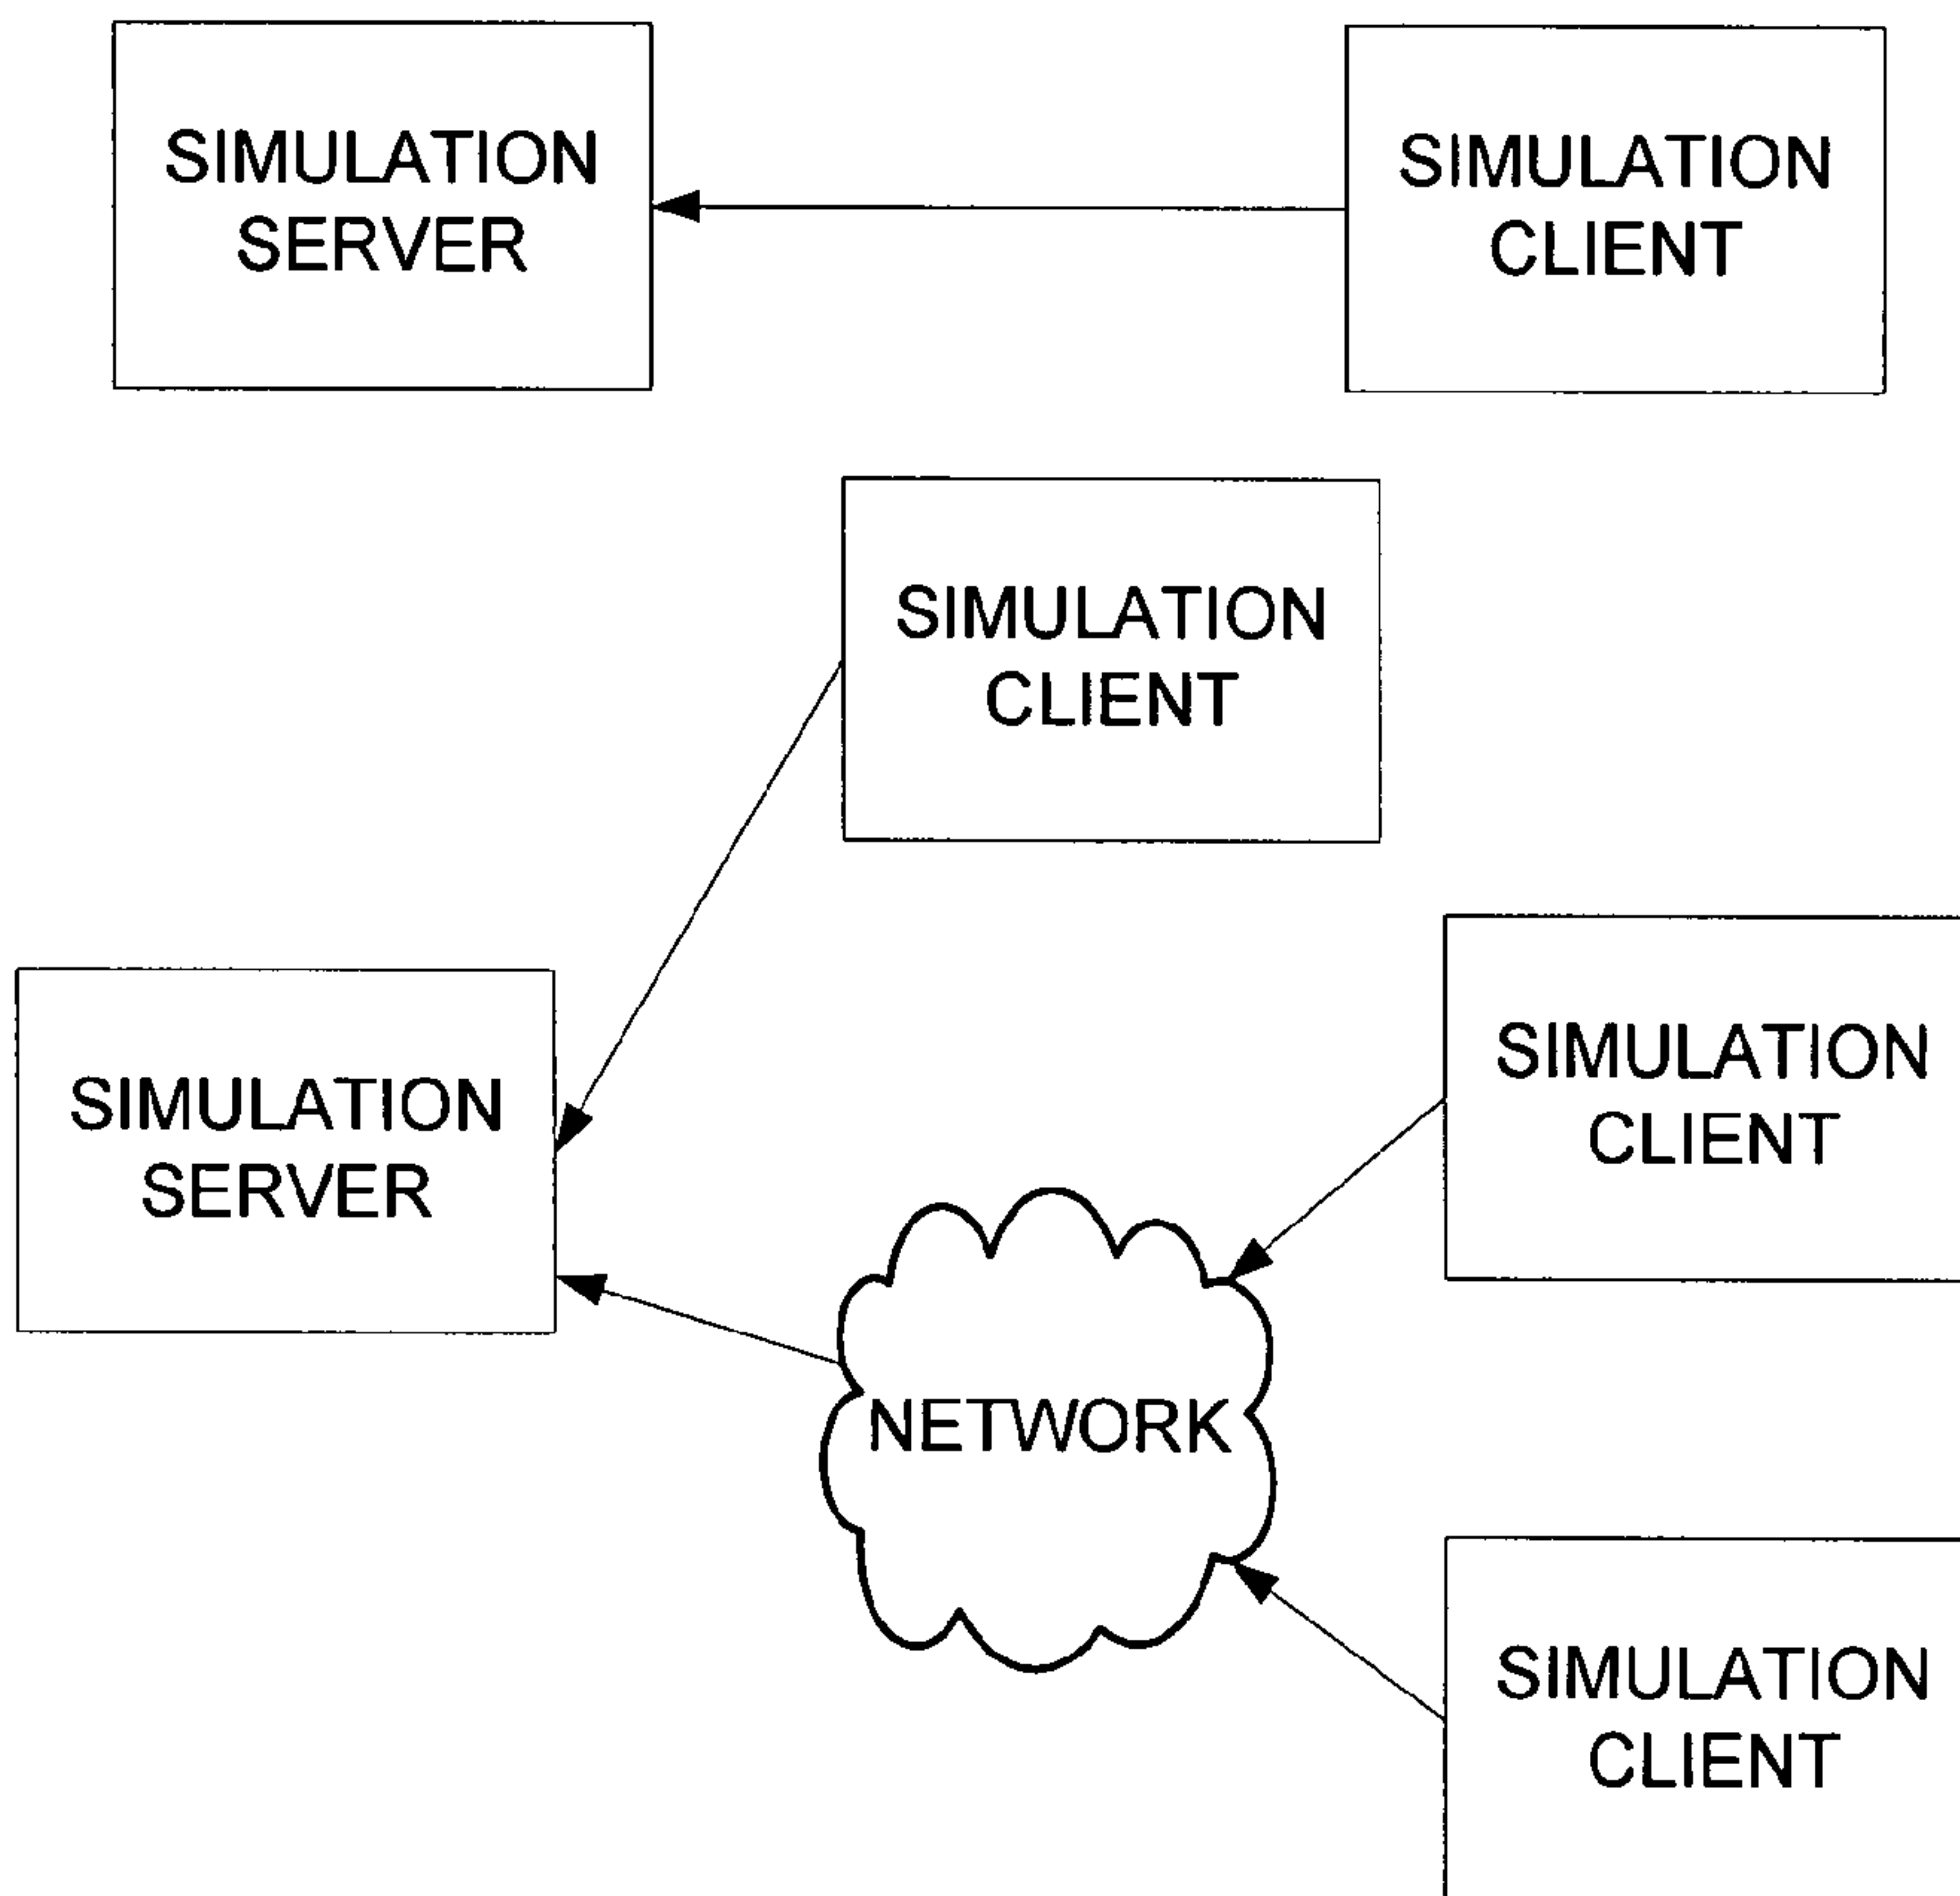 SIMULATION
SERVER
SIMULATION
CLIENT
SIMULATION
CLIENT
SIMULATION
SERVER
SIMULATION
CLIENT
NETWORK
SIMULATION
CLIENT